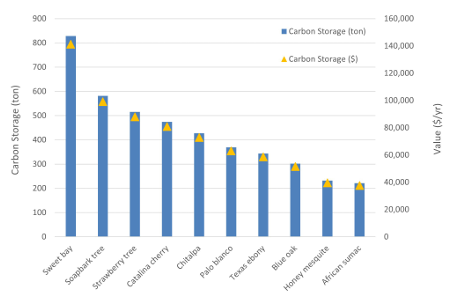 900
800
700
600
500
400
300
200
100
0
Carbon Storage (ton)
160,000
140,000
120,000
100,000
80,000
60,000
40,000
20,000
0
Value ($/yr)
Carbon Storage (ton)
Carbon Storage ($)
Sweet bay
Soapbark tree
Strawberry tree
Catalina cherry
Chitalpa
Palo blanco
Texas ebony
Blue oak
Honey mesquite
African sumac